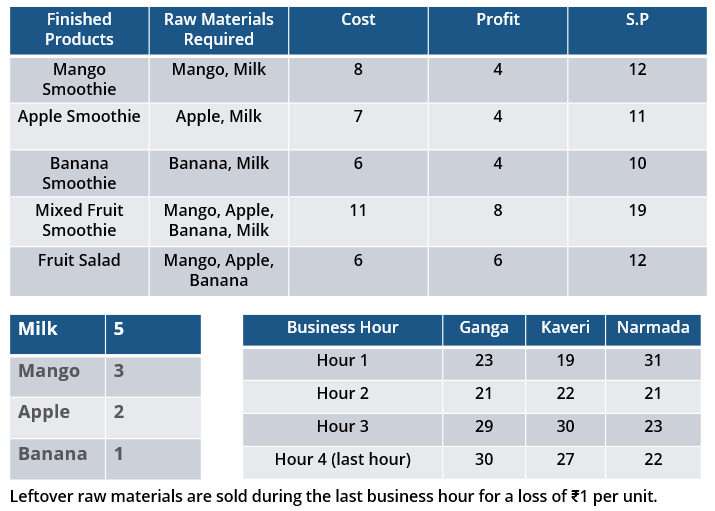 Finished Products Raw Materials Required Cost Profit S.P
Mango Smoothie Mango, Milk 8 4 12
Apple Smoothie Apple, Milk 7 4 11
Banana Smoothie Banana, Milk 6 4 10
Mixed Fruit Smoothie Mango, Apple, Banana, Milk 11 8 19
Fruit Salad Mango, Apple, Banana 6 6 12
Milk 5
Mango 3
Apple 2
Banana 1
Business Hour Ganga Kaveri Narmada
Hour 1 23 19 31
Hour 2 21 22 21
Hour 3 29 30 23
Hour 4 (last hour) 30 27 22
Leftover raw materials are sold during the last business hour for a loss of ₹1 per unit.